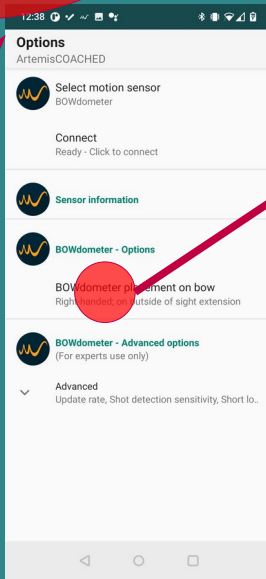 12:38
Options
ArtemisCOACHED
Select motion sensor
BOWdometer
Connect
Ready - Click to connect
Sensor information
BOWdometer - Options
BOWdometer placement on bow
Right-handed; on outside of sight extension
BOWdometer - Advanced options
(For experts use only)
Advanced
Update rate, Shot detection sensitivity, Short lo..